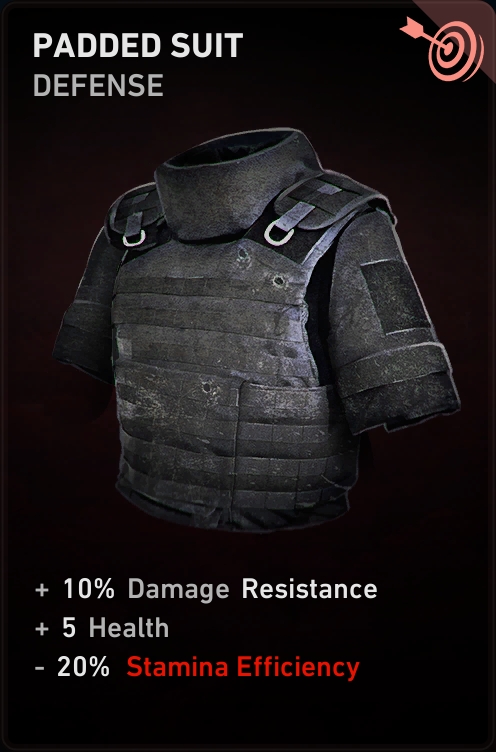 PADDED SUIT
DEFENSE
+ 10% Damage Resistance
+ 5 Health
- 20% Stamina Efficiency